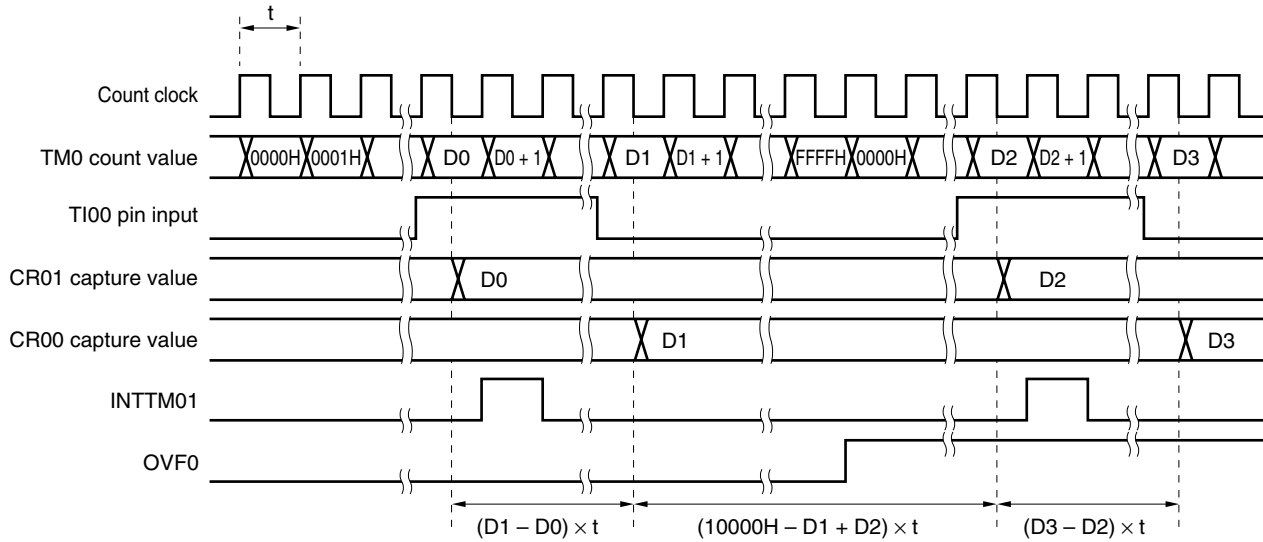 t
Count clock
TM0 count value 0000H 0001H D0 D0 + 1 D1 D1 + 1 FFFFH 0000H D2 D2 + 1 D3
TI00 pin input
CR01 capture value D0 D2
CR00 capture value D1 D3
INTTM01
OVF0
(D1 – D0) × t (10000H – D1 + D2) × t (D3 – D2) × t